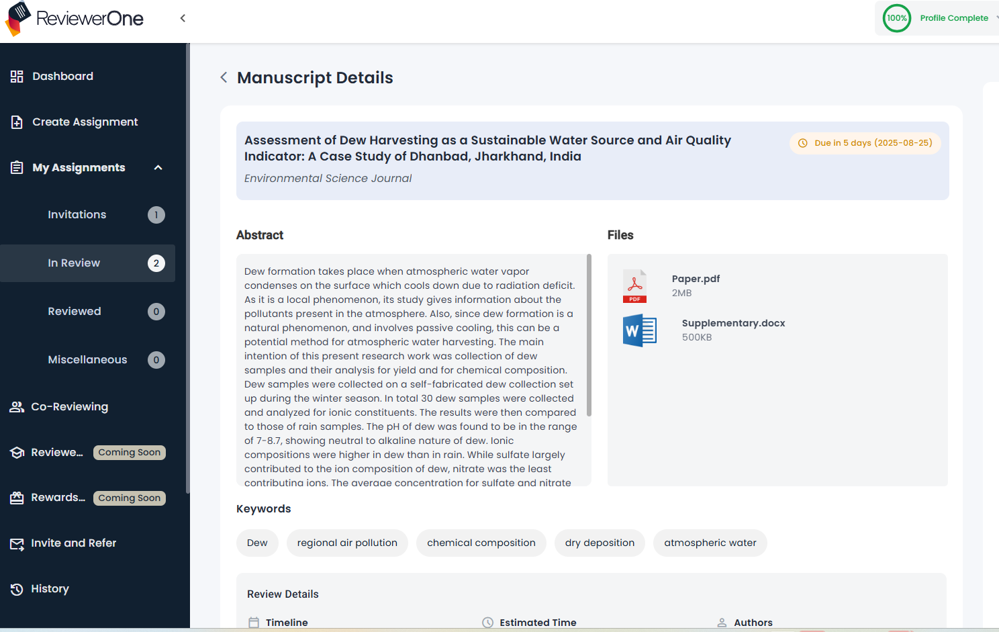 ReviewerOne
100%
Profile Complete
Dashboard
Create Assignment
My Assignments
Invitations 1
In Review 2
Reviewed 0
Miscellaneous 0
Co-Reviewing
Reviewe... Coming Soon
Rewards... Coming Soon
Invite and Refer
History
Manuscript Details
Assessment of Dew Harvesting as a Sustainable Water Source and Air Quality
Indicator: A Case Study of Dhanbad, Jharkhand, India
Environmental Science Journal
Due in 5 days (2025-08-25)
Abstract
Dew formation takes place when atmospheric water vapor
condenses on the surface which cools down due to radiation deficit.
As it is a local phenomenon, its study gives information about the
pollutants present in the atmosphere. Also, since dew formation is a
natural phenomenon, and involves passive cooling, this can be a
potential method for atmospheric water harvesting. The main
intention of this present research work was collection of dew
samples and their analysis for yield and for chemical composition.
Dew samples were collected on a self-fabricated dew collection set
up during the winter season. In total 30 dew samples were collected
and analyzed for ionic constituents. The results were then compared
to those of rain samples. The pH of dew was found to be in the range
of 7-8.7, showing neutral to alkaline nature of dew. Ionic
compositions were higher in dew than in rain. While sulfate largely
contributed to the ion composition of dew, nitrate was the least
contributing ions. The average concentration for sulfate and nitrate
Files
PDF
Paper.pdf
2MB
W
Supplementary.docx
500KB
Keywords
Dew
regional air pollution
chemical composition
dry deposition
atmospheric water
Review Details
Timeline
Estimated Time
Authors